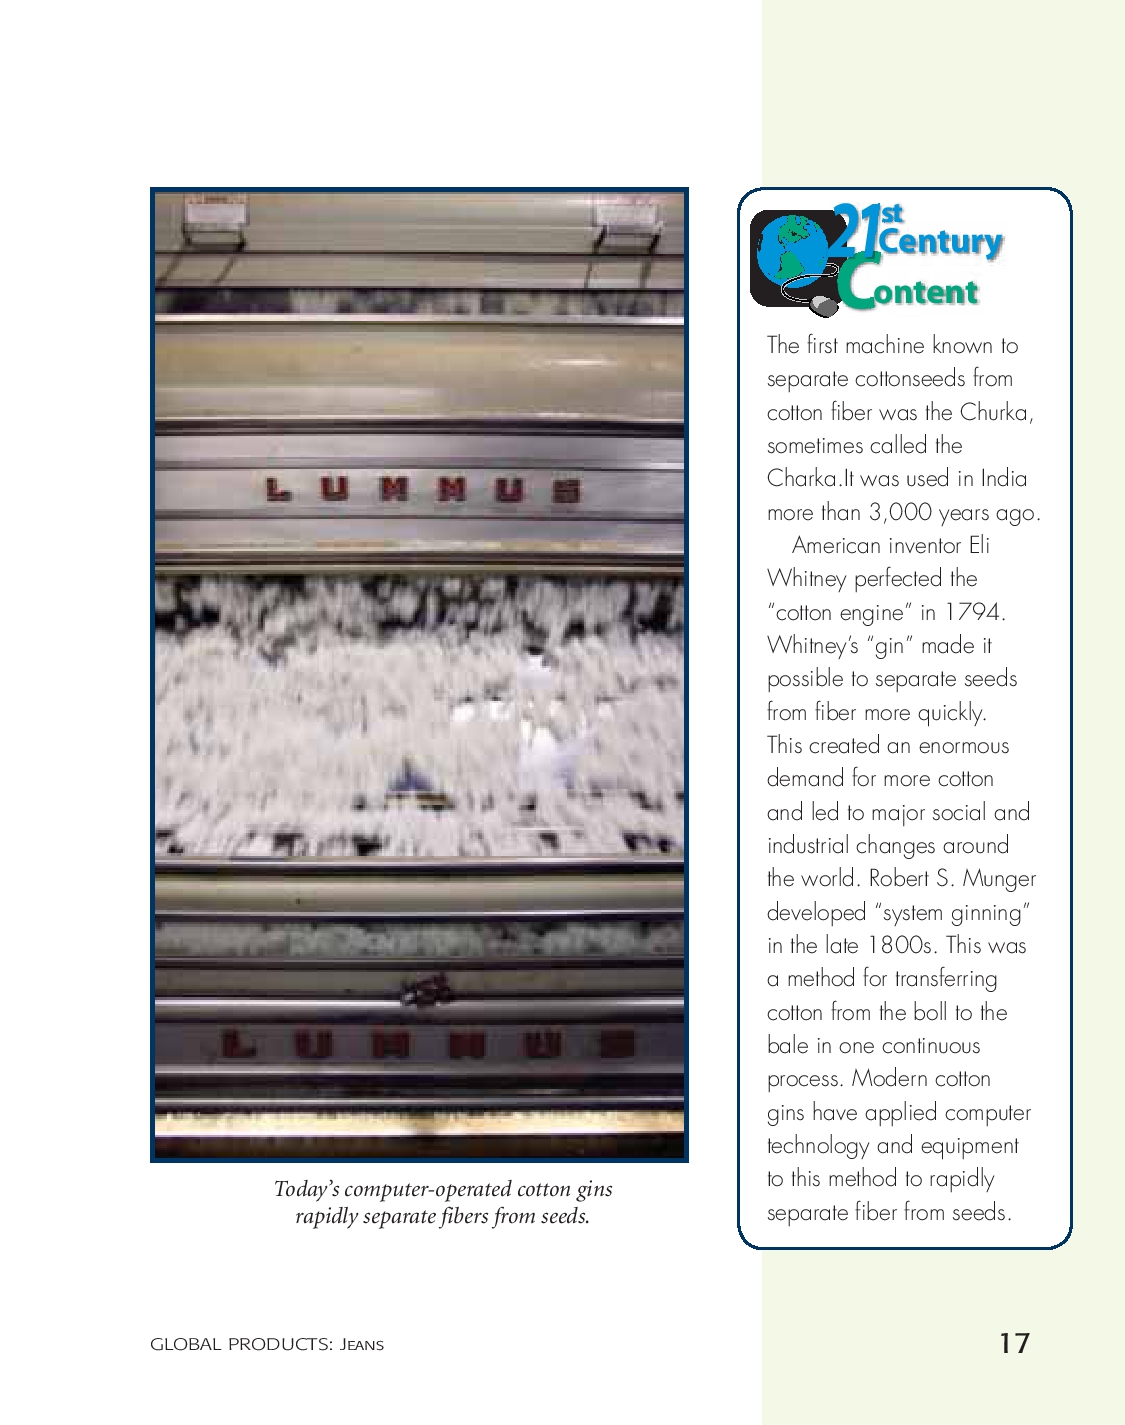 LUMMUS
LUMMUS
Today's computer-operated cotton gins
rapidly separate fibers from seeds.
21st
Century
Content
The first machine known to
separate cottonseeds from
cotton fiber was the Churka,
sometimes called the
Charka.It was used in India
more than 3,000 years ago.
American inventor Eli
Whitney perfected the
“cotton engine” in 1794.
Whitney’s “gin” made it
possible to separate seeds
from fiber more quickly.
This created an enormous
demand for more cotton
and led to major social and
industrial changes around
the world. Robert S. Munger
developed “system ginning”
in the late 1800s. This was
a method for transferring
cotton from the boll to the
bale in one continuous
process. Modern cotton
gins have applied computer
technology and equipment
to this method to rapidly
separate fiber from seeds.
GLOBAL PRODUCTS: JEANS
17